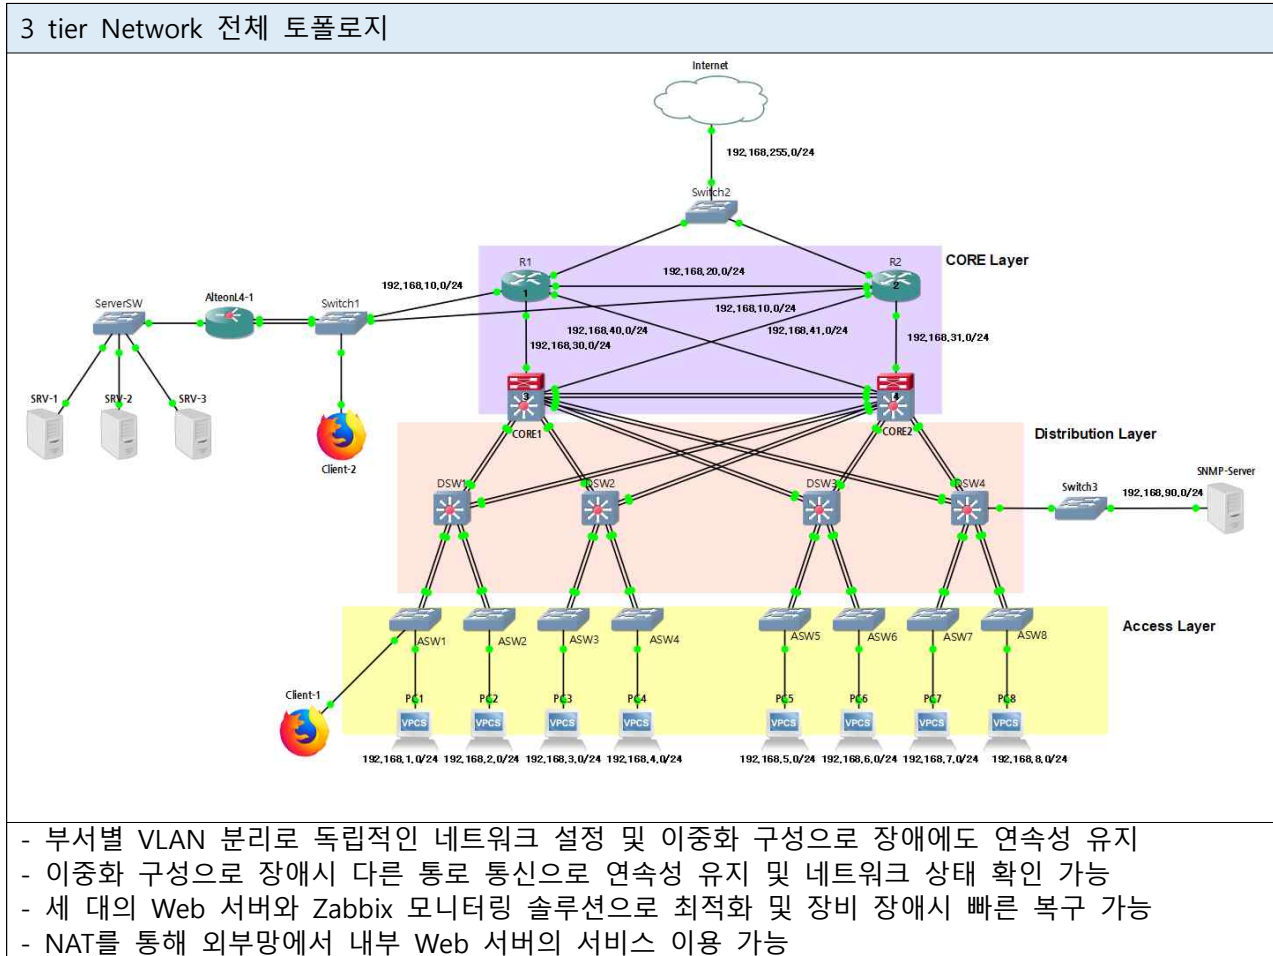 3 tier Network 전체 토폴로지
Internet
192.168.255.0/24
Switch2
CORE Layer
R1
192.168.20.0/24
R2
192.168.10.0/24
1
2
ServerSW
AlteonL4-1
Switch1
192.168.10.0/24
192.168.40.0/24
192.168.41.0/24
192.168.30.0/24
192.168.31.0/24
SRV-1
SRV-2
SRV-3
3
4
CORE1
CORE2
Client-2
Distribution Layer
DSW1
DSW2
DSW3
DSW4
Switch3
SNMP-Server
192.168.90.0/24
Access Layer
ASW1
ASW2
ASW3
ASW4
ASW5
ASW6
ASW7
ASW8
Client-1
PC1
PC2
PC3
PC4
PC5
PC6
PC7
PC8
VPCS
VPCS
VPCS
VPCS
VPCS
VPCS
VPCS
VPCS
192.168.1.0/24
192.168.2.0/24
192.168.3.0/24
192.168.4.0/24
192.168.5.0/24
192.168.6.0/24
192.168.7.0/24
192.168.8.0/24
- 부서별 VLAN 분리로 독립적인 네트워크 설정 및 이중화 구성으로 장애에도 연속성 유지
- 이중화 구성으로 장애시 다른 통로 통신으로 연속성 유지 및 네트워크 상태 확인 가능
- 세 대의 Web 서버와 Zabbix 모니터링 솔루션으로 최적화 및 장비 장애시 빠른 복구 가능
- NAT를 통해 외부망에서 내부 Web 서버의 서비스 이용 가능